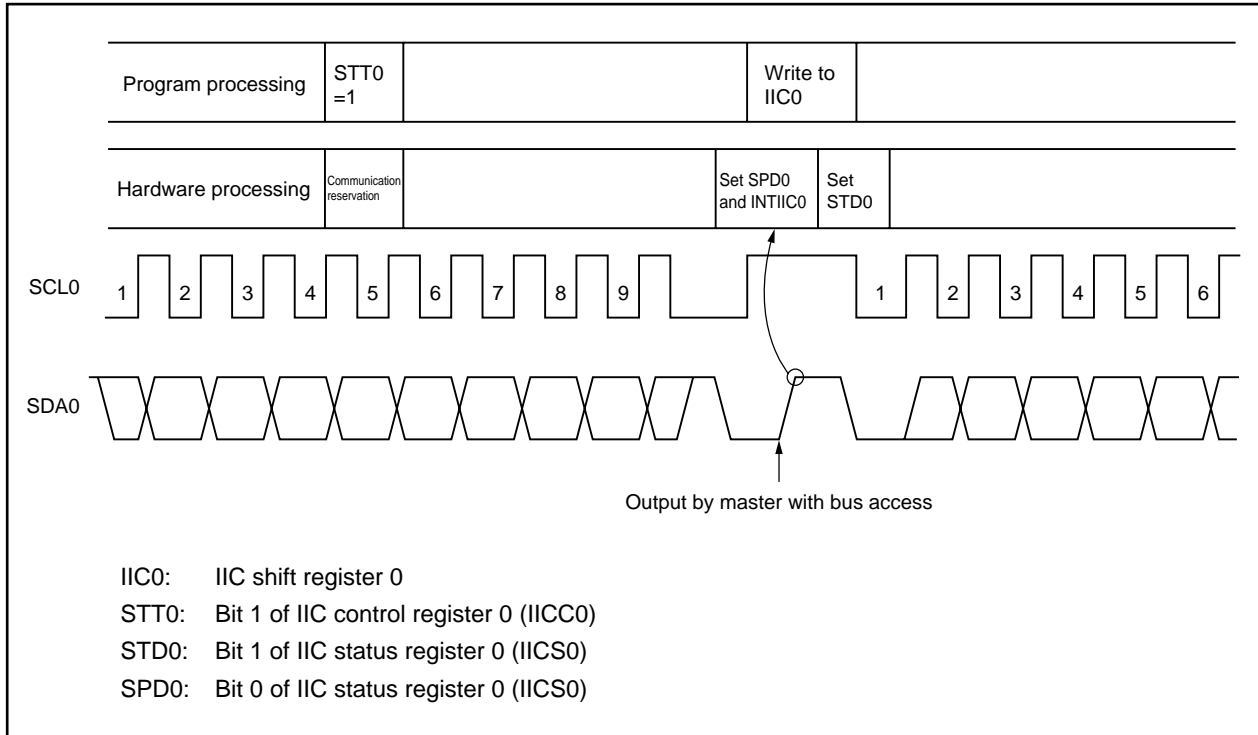 Program processing
STT0
=1
Write to
IIC0
Hardware processing
Communication
reservation
Set SPD0
and INTIIC0
Set
STD0
SCL0
1 2 3 4 5 6 7 8 9 1 2 3 4 5 6
SDA0
Output by master with bus access
IIC0: IIC shift register 0
STT0: Bit 1 of IIC control register 0 (IICC0)
STD0: Bit 1 of IIC status register 0 (IICS0)
SPD0: Bit 0 of IIC status register 0 (IICS0)